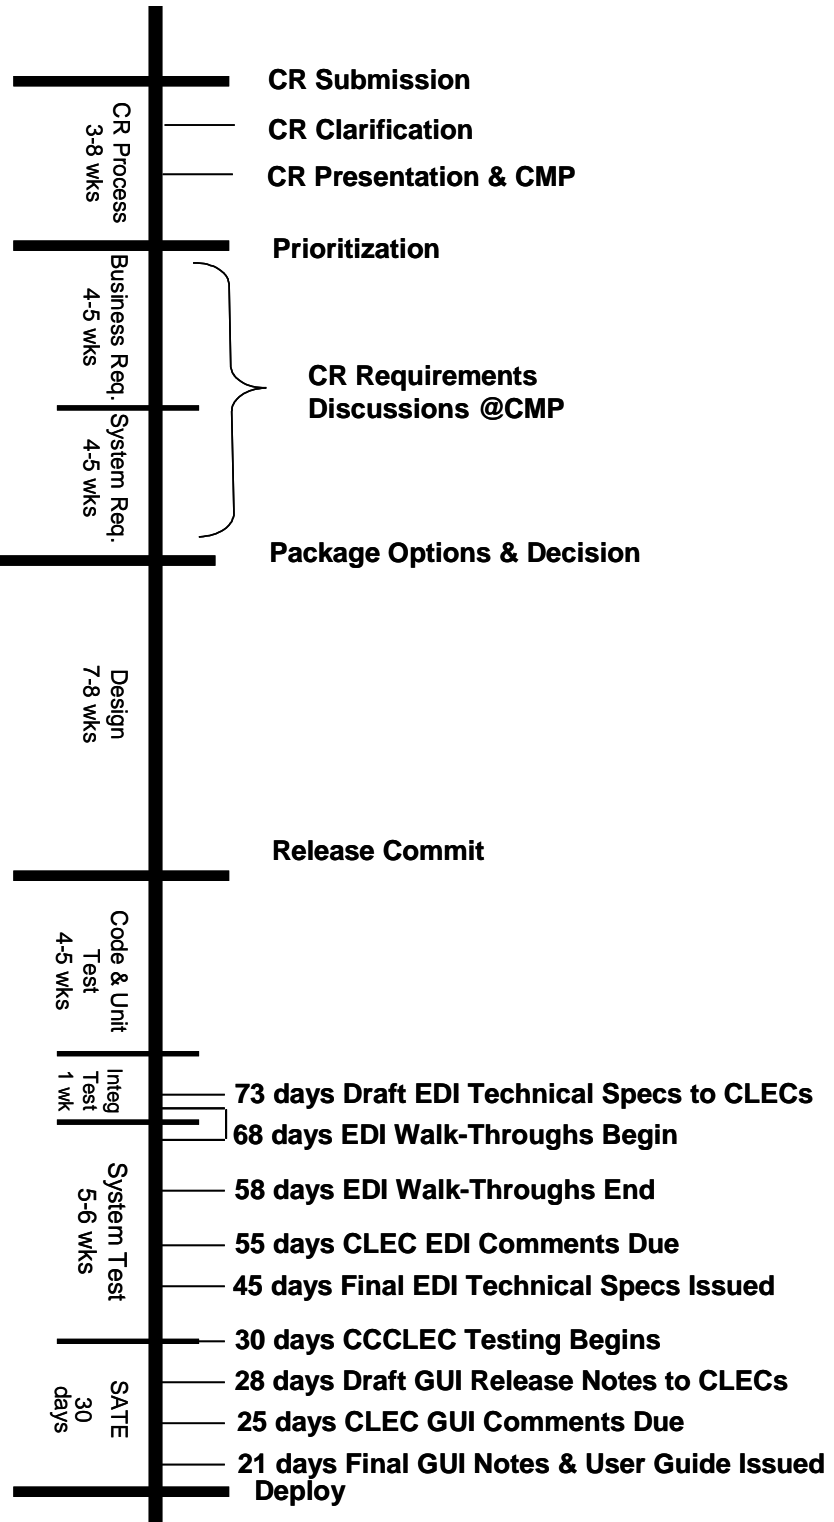 CR Submission
CR Process
3-8 wks
CR Clarification
CR Presentation & CMP
Prioritization
Business Req.
4-5 wks
CR Requirements
Discussions @CMP
System Req.
4-5 wks
Package Options & Decision
Design
7-8 wks
Release Commit
Code & Unit
Test
4-5 wks
Integ
Test
1 wk
73 days Draft EDI Technical Specs to CLECs
68 days EDI Walk-Throughs Begin
System Test
5-6 wks
58 days EDI Walk-Throughs End
55 days CLEC EDI Comments Due
45 days Final EDI Technical Specs Issued
30 days CCCLEC Testing Begins
SATE
30
days
28 days Draft GUI Release Notes to CLECs
25 days CLEC GUI Comments Due
21 days Final GUI Notes & User Guide Issued
Deploy